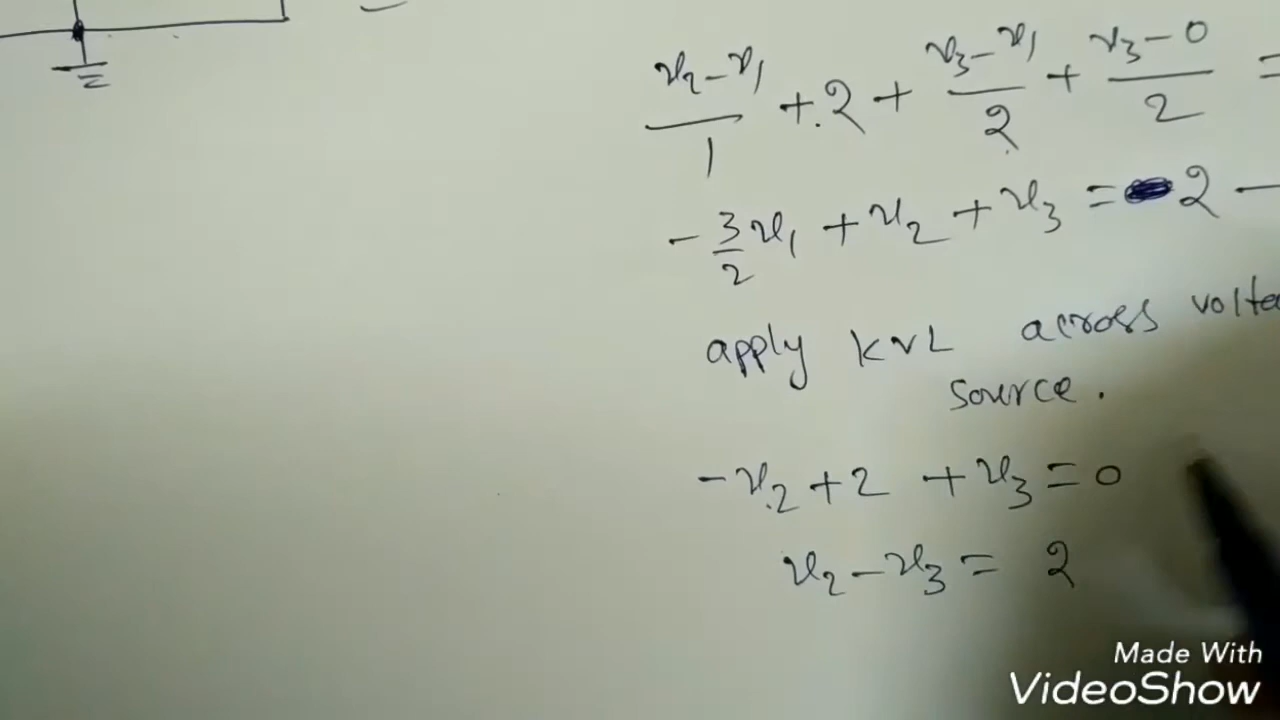 (v2-v1)/1 + 2 + (v3-v1)/2 + (v3-0)/2 =
-3/2 v1 + v2 + v3 = 2 -
apply KVL across
source.
-v2 + 2 + v3 = 0
v2 - v3 = 2
Made With
VideoShow